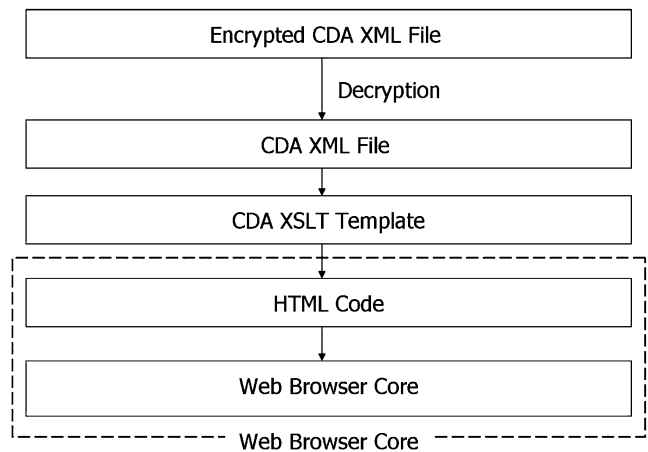 Encrypted CDA XML File
Decryption
CDA XML File
CDA XSLT Template
HTML Code
Web Browser Core
Web Browser Core